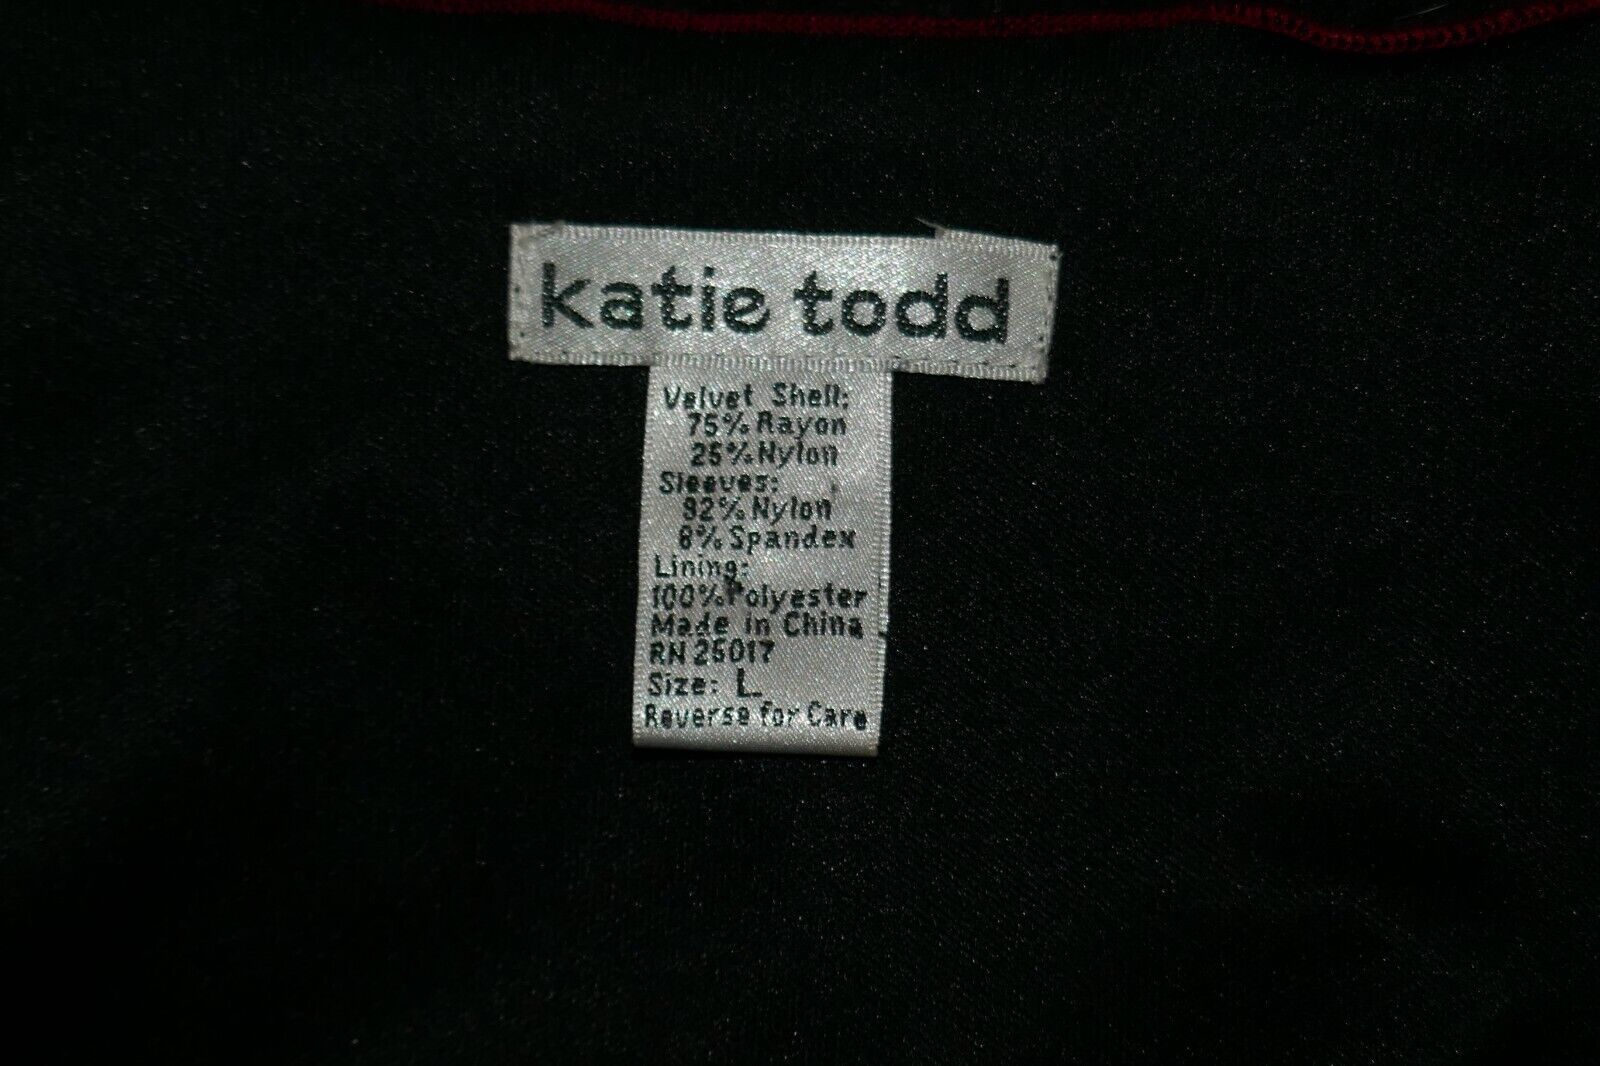 katie todd
Velvet Shell:
75% Rayon
25% Nylon
Sleeves:
92% Nylon
8% Spandex
Lining:
100% Polyester
Made in China
RN 25017
Size: L
Reverse for Care